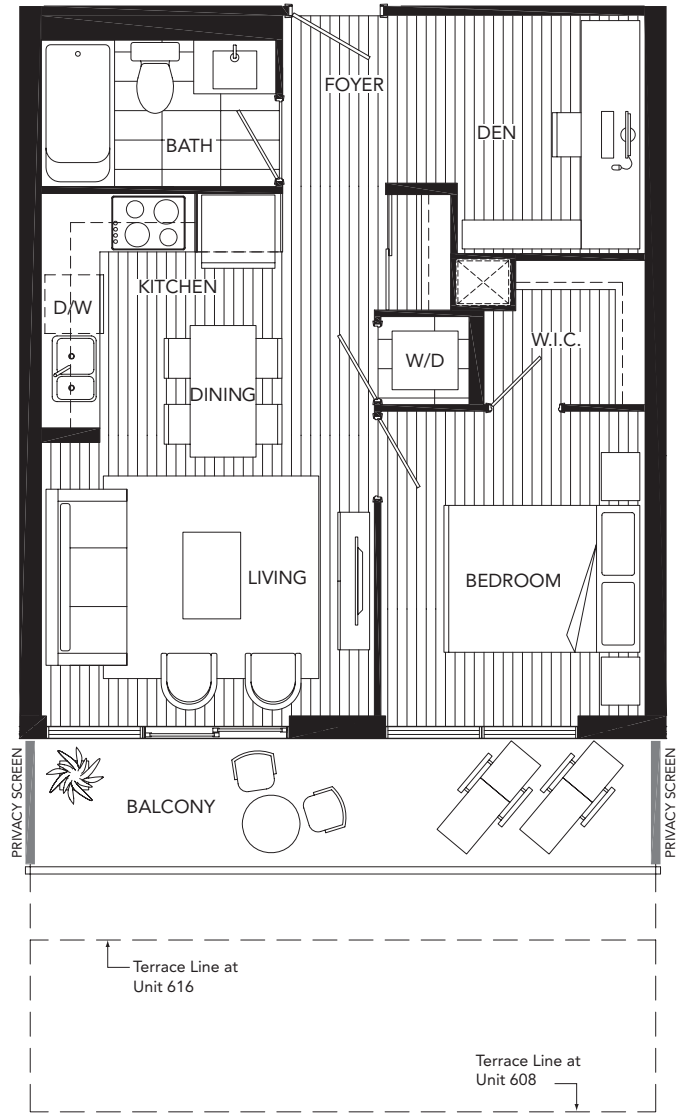 FOYER
DEN
BATH
KITCHEN
D/W
W.I.C.
W/D
DINING
LIVING
BEDROOM
PRIVACY SCREEN
BALCONY
PRIVACY SCREEN
Terrace Line at
Unit 616
Terrace Line at
Unit 608